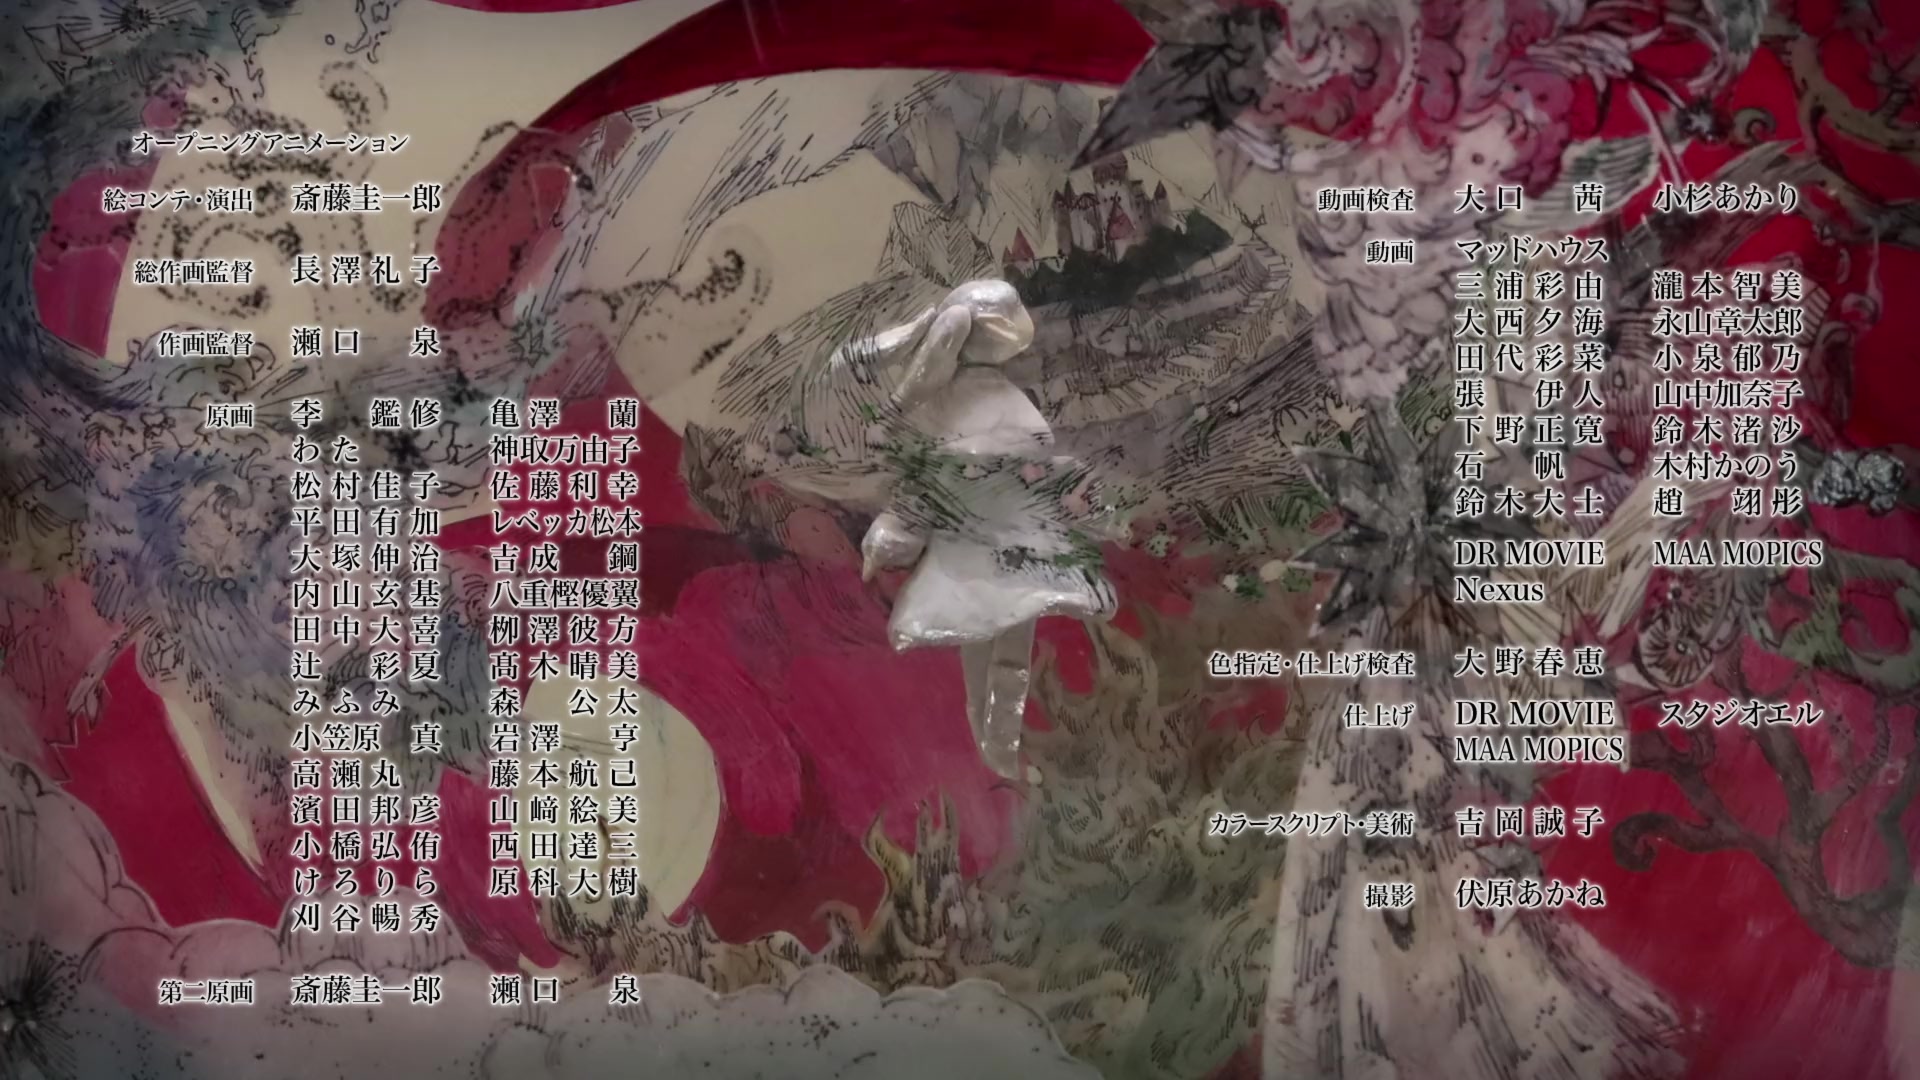 オープニングアニメーション
絵コンテ・演出 斎藤圭一郎
総作画監督 長澤礼子
作画監督 瀬口 泉
原画 李 鑑修 亀澤 蘭
わた 神取万由子
松村佳子 佐藤利幸
平田有加 レベッカ松本
大塚伸治 吉成 鋼
内山玄基 八重樫優翼
田中大喜 栁澤彼方
辻 彩夏 髙木晴美
みふみ 森 公太
小笠原 真 岩澤 亨
高瀬丸 藤本航己
濱田邦彦 山﨑絵美
小橋弘侑 西田達三
けろりら 原科大樹
刈谷暢秀
第二原画 斎藤圭一郎 瀬口 泉
動画検査 大口 茜 小杉あかり
動画 マッドハウス
三浦彩由 瀧本智美
大西夕海 永山章太郎
田代彩菜 小泉郁乃
張 伊人 山中加奈子
下野正寛 鈴木渚沙
石 帆 木村かのう
鈴木大士 趙 翊彤
DR MOVIE MAA MOPICS
Nexus
色指定・仕上げ検査 大野春恵
仕上げ DR MOVIE スタジオエル
MAA MOPICS
カラースクリプト・美術 吉岡誠子
撮影 伏原あかね